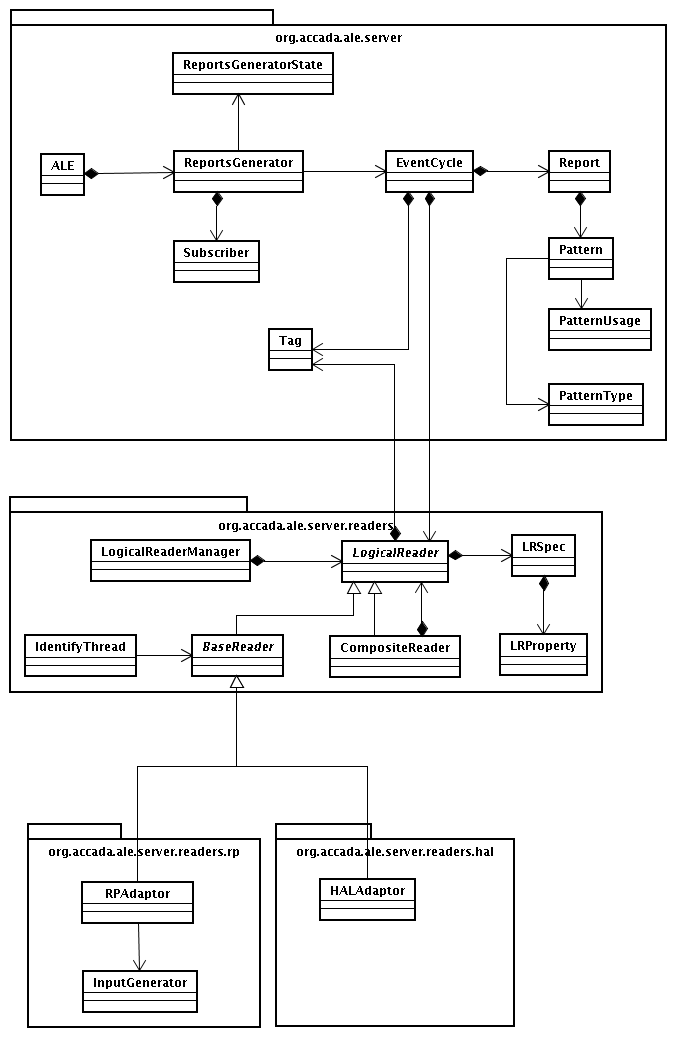 org.accada.ale.server
ReportsGeneratorState
ALE
ReportsGenerator
EventCycle
Report
Subscriber
Pattern
PatternUsage
Tag
PatternType
org.accada.ale.server.readers
LogicalReaderManager
LogicalReader
LRSpec
IdentifyThread
BaseReader
CompositeReader
LRProperty
org.accada.ale.server.readers.rp
org.accada.ale.server.readers.hal
RPAdaptor
HALAdaptor
InputGenerator